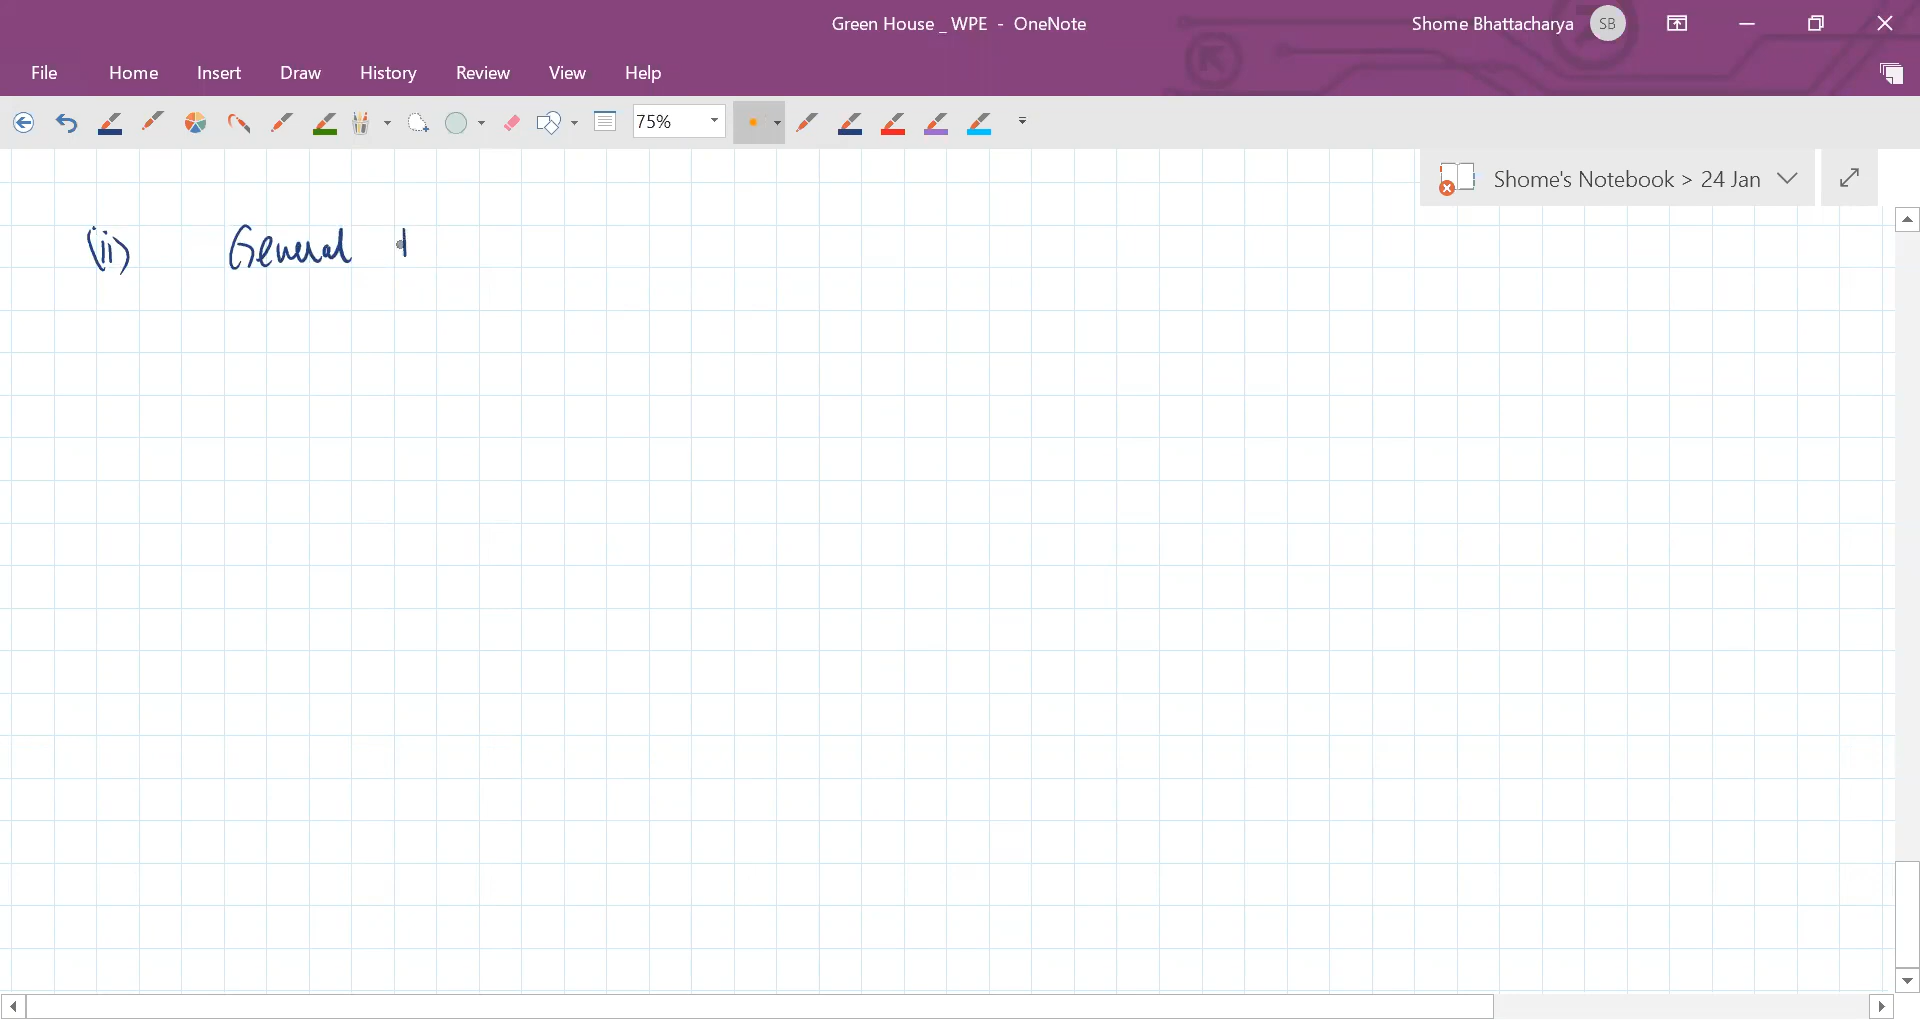 Green House _ WPE - OneNote
Shome Bhattacharya SB
File Home Insert Draw History Review View Help
75%
Shome's Notebook > 24 Jan
(ii) General